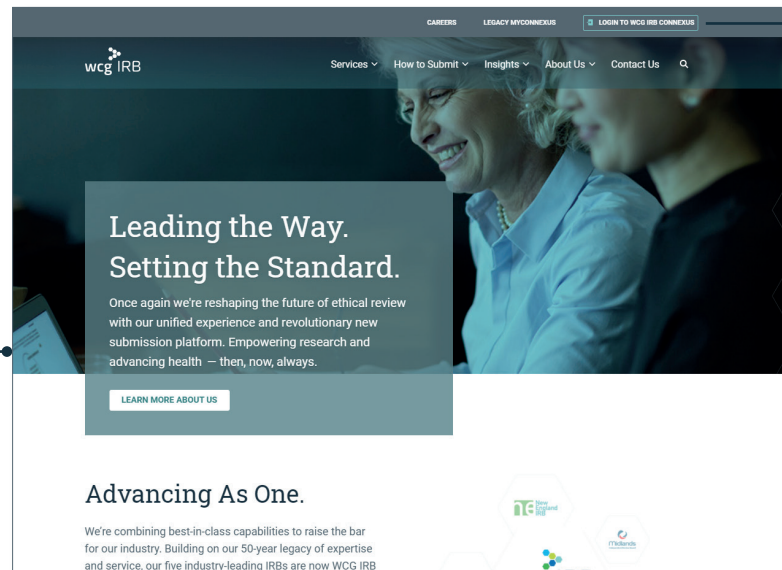 CAREERS LEGACY MYCONNEXUS LOGIN TO WCG IRB CONNEXUS
wcg IRB
Services How to Submit Insights About Us Contact Us
Leading the Way.
Setting the Standard.
Once again we're reshaping the future of ethical review
with our unified experience and revolutionary new
submission platform. Empowering research and
advancing health — then, now, always.
LEARN MORE ABOUT US
Advancing As One.
We're combining best-in-class capabilities to raise the bar
for our industry. Building on our 50-year legacy of expertise
and service, our five industry-leading IRBs are now WCG IRB
ne New
England
IRB
Midlands